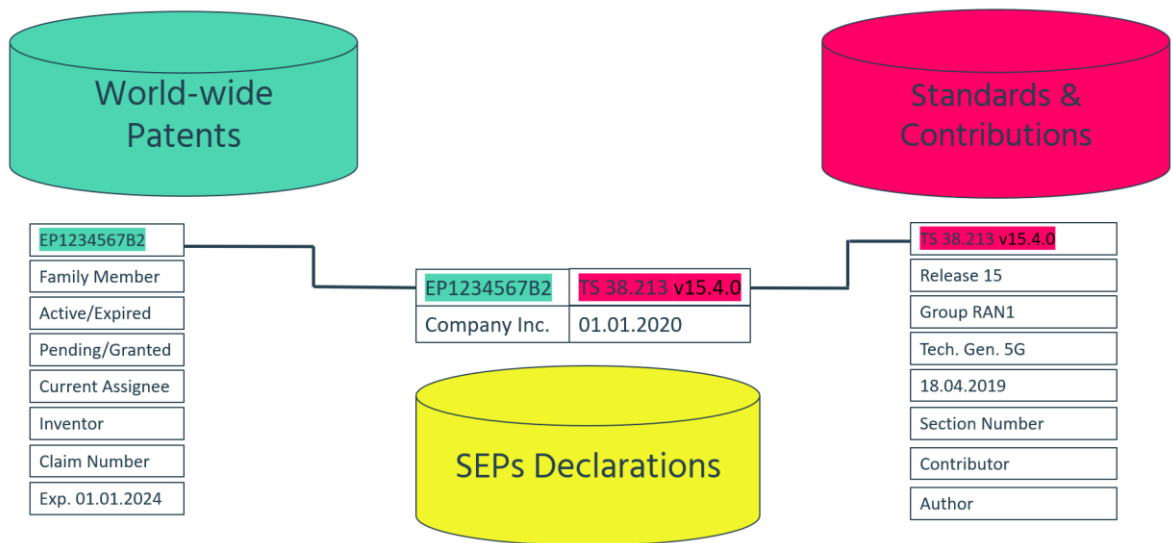 World-wide
Patents
Standards &
Contributions
EP1234567B2
Family Member
Active/Expired
Pending/Granted
Current Assignee
Inventor
Claim Number
Exp. 01.01.2024
EP1234567B2 TS 38.213 v15.4.0
Company Inc. 01.01.2020
SEPs Declarations
TS 38.213 v15.4.0
Release 15
Group RAN1
Tech. Gen. 5G
18.04.2019
Section Number
Contributor
Author